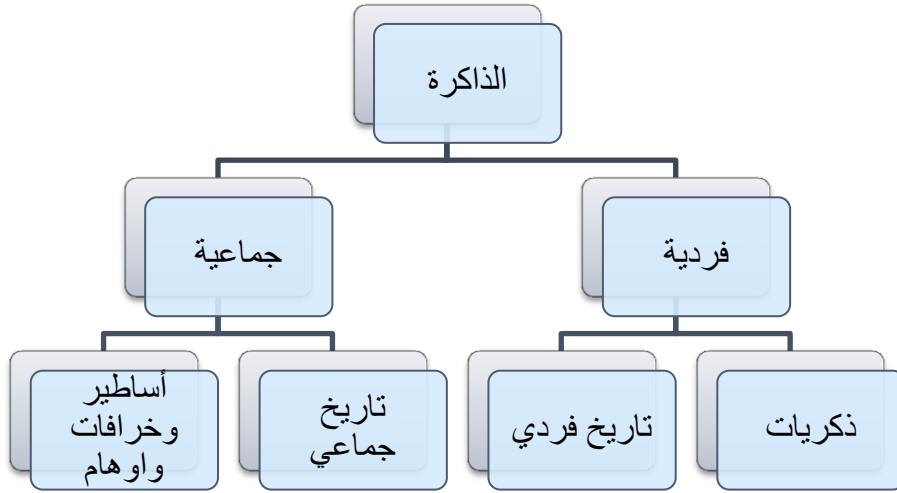 الذاكرة
فردية
جماعية
ذكريات
تاريخ فردي
تاريخ
جماعي
أساطير
وخرافات
واوهام